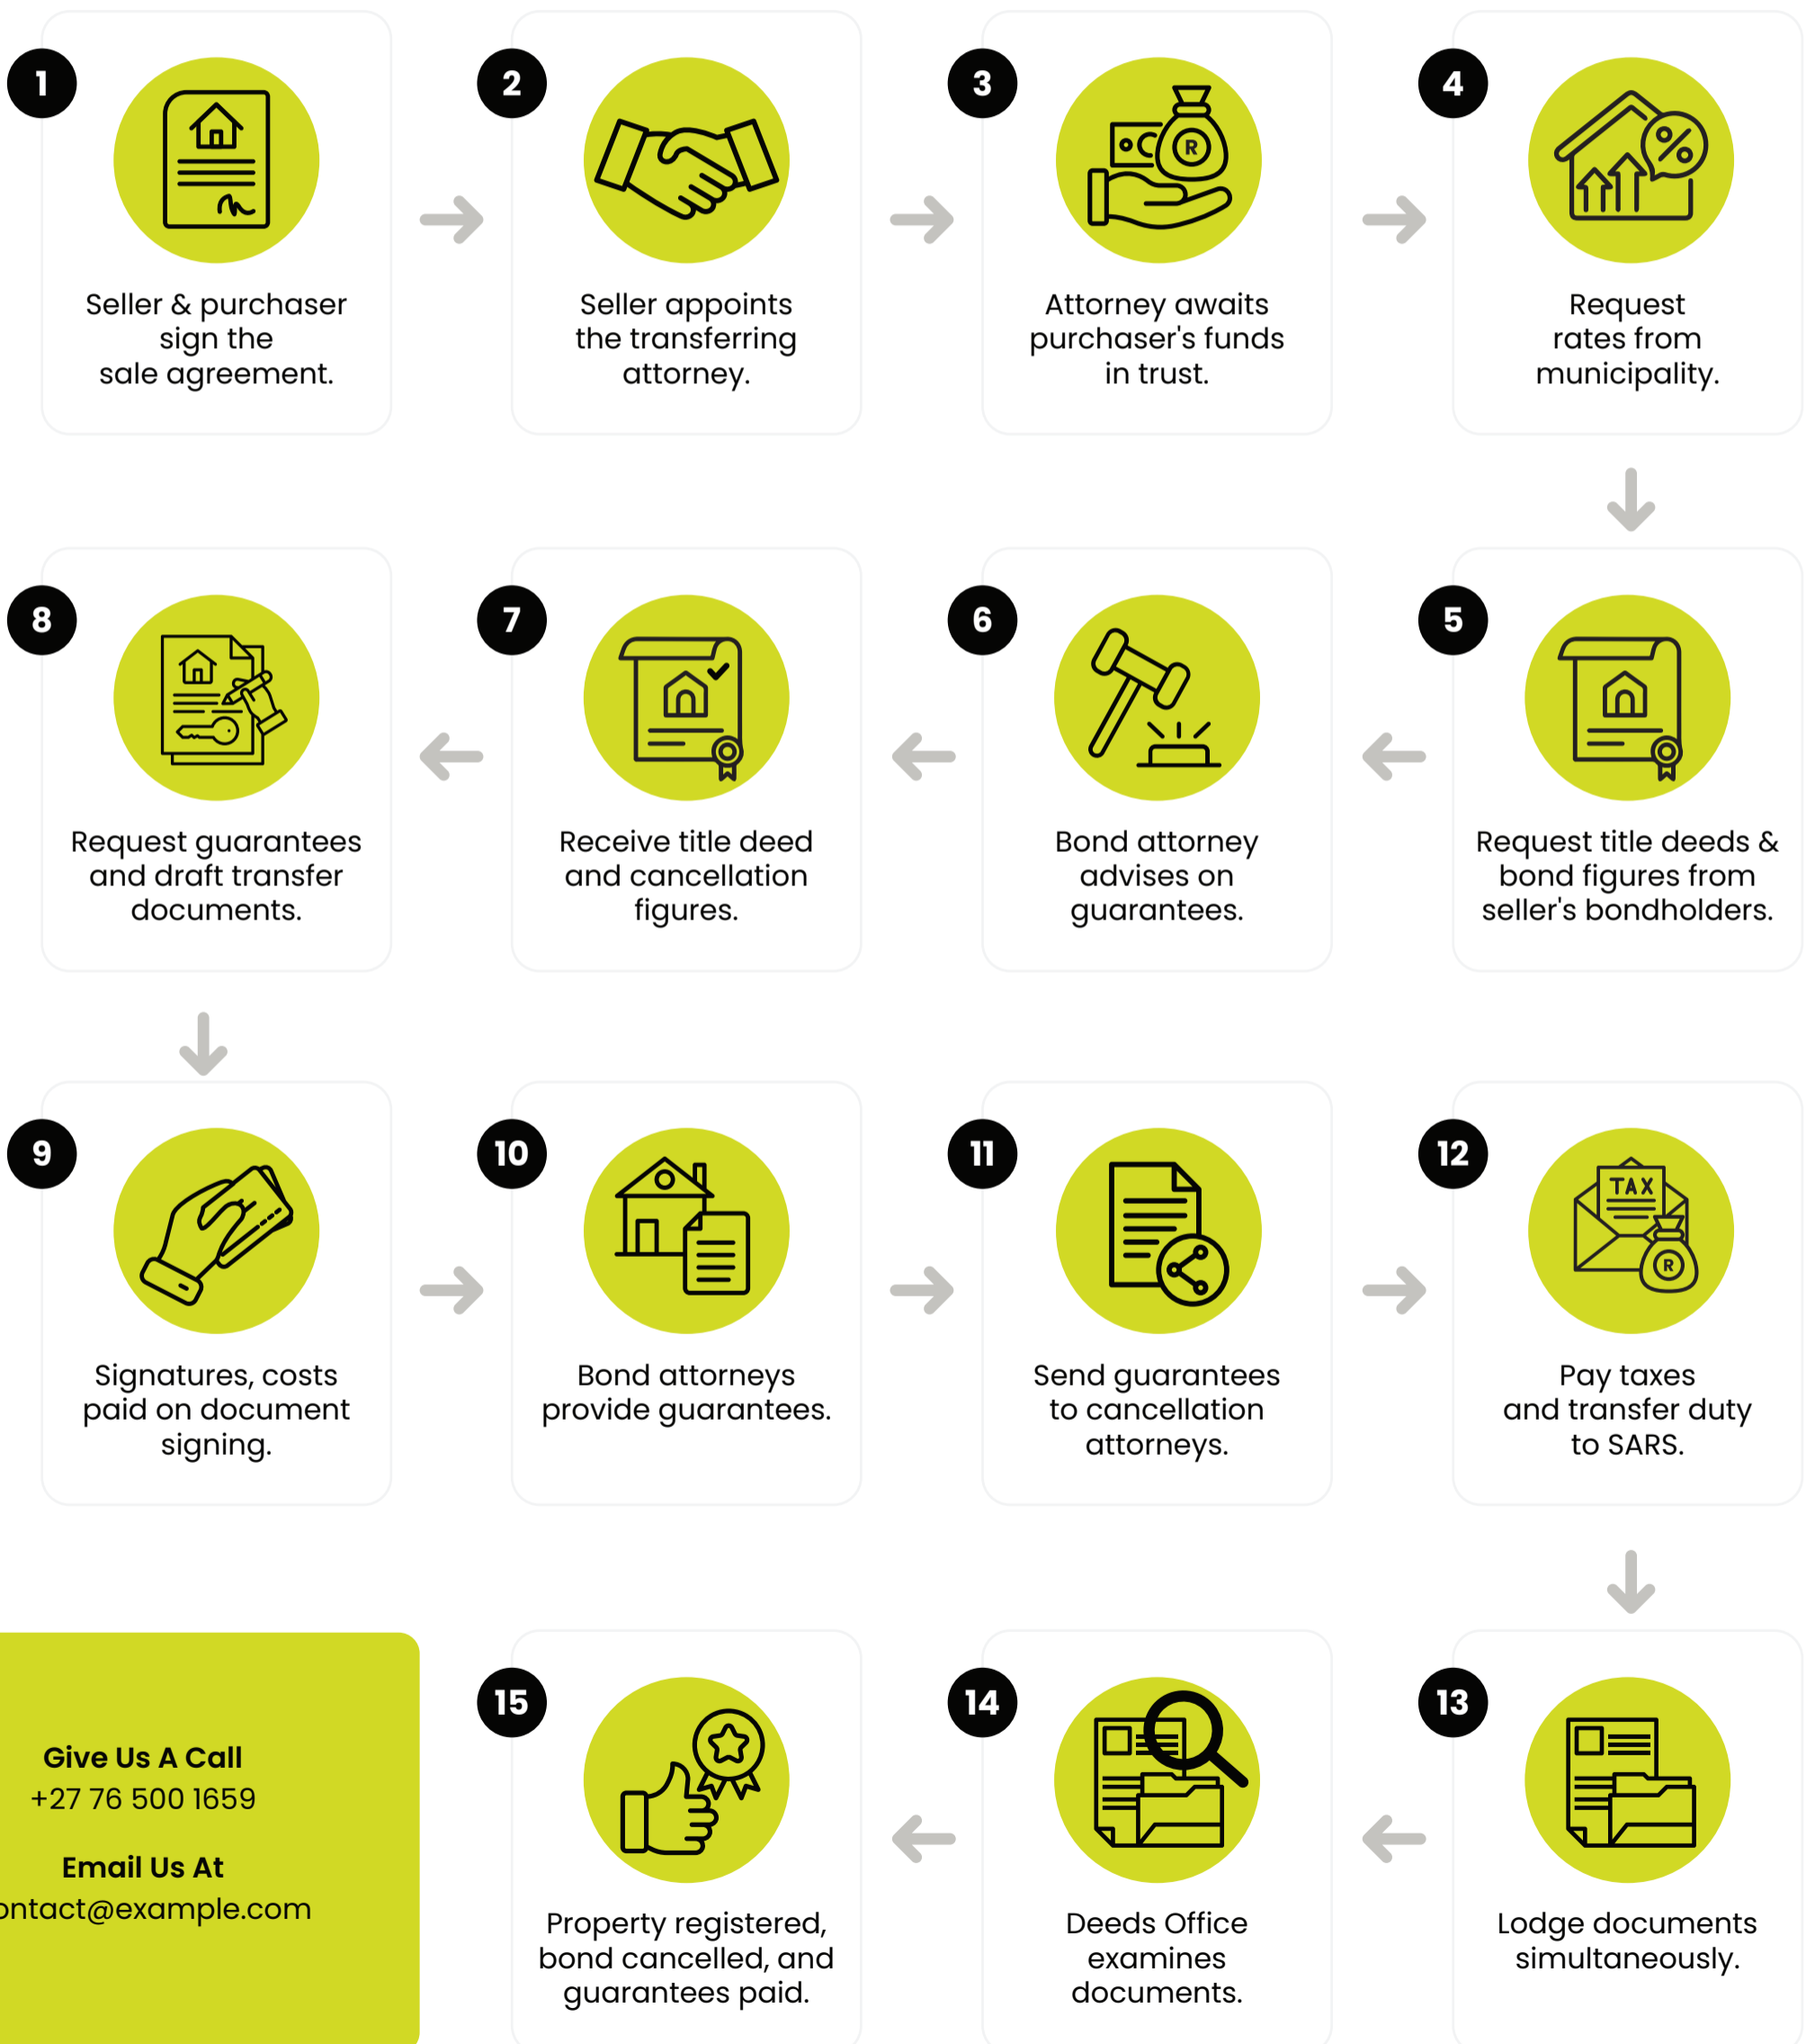 1
Seller & purchaser
sign the
sale agreement.
2
Seller appoints
the transferring
attorney.
3
R
Attorney awaits
purchaser's funds
in trust.
4
%
Request
rates from
municipality.
5
Request title deeds &
bond figures from
seller's bondholders.
6
Bond attorney
advises on
guarantees.
7
Receive title deed
and cancellation
figures.
8
Request guarantees
and draft transfer
documents.
9
Signatures, costs
paid on document
signing.
10
Bond attorneys
provide guarantees.
11
Send guarantees
to cancellation
attorneys.
12
TAX
R
Pay taxes
and transfer duty
to SARS.
13
Lodge documents
simultaneously.
14
Deeds Office
examines
documents.
15
Property registered,
bond cancelled, and
guarantees paid.
Give Us A Call
+27 76 500 1659
Email Us At
ontact@example.com